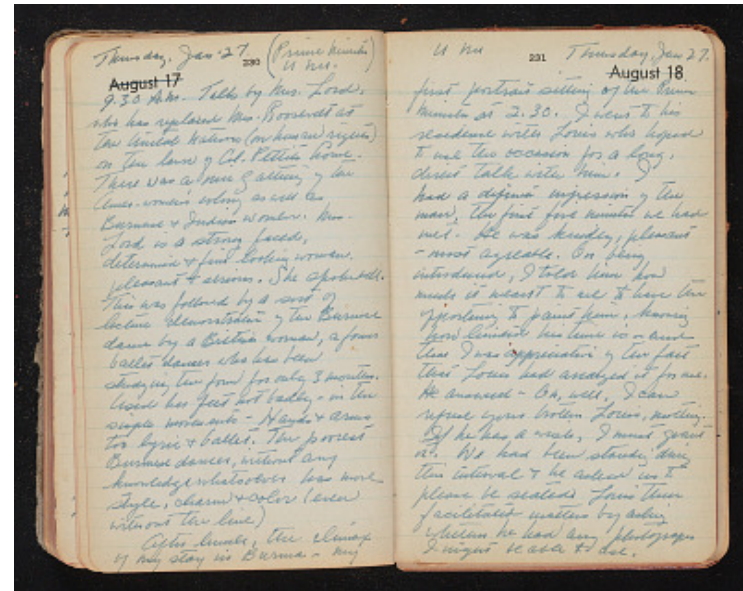 Thursday, Jan 27. 230 (Prime Minister
U Nu.
August 17
9.30 A.M. Talk by Mrs. Lord,
who has replaced Mrs. Roosevelt at
the United Nations (on human rights)
on the lawn of Col. Pettits house.
There was a nice gathering of the
Amer. women's colony as well as
Burmese & Indian women. Mrs.
Lord is a strong faced,
determined & fine looking woman.
pleasant & serious. She spoke well.
This was followed by a sort of
lecture demonstration of the Burmese
dance by a British woman, a former
ballet dancer who has been
studying the form for only 3 months.
Used her feet not badly - in the
simple movements - Hands & arms
too lyric & ballet. The poorest
Burmese dancer, without any
knowledge whatsoever has more
style, charm & color (even
without the line)
After lunch, the climax
of my stay in Burma - my
U Nu 231 Thursday, Jan 27.
August 18
first portrait sitting of the Prime
Minister at 2.30. I went to his
residence with Louis who hoped
to use the occasion for a long,
direct talk with him. I
had a different impression of the
man, the first five minutes we had
met. He was kindly, pleasant
- most agreeable. On being
introduced, I told him how
much it meant to me to have the
opportunity to paint him, knowing
how limited his time is and
that I was appreciative of the fact
that Louis had arranged it for me.
He answered - Oh, well, I can
refuse my brother Louis, nothing.
If he has a wish, I must grant
it. We had been standing during
this interval & he asked us to
please be seated. Louis then
facilitated matters by asking
whether he had any photographs
I might be able to use.